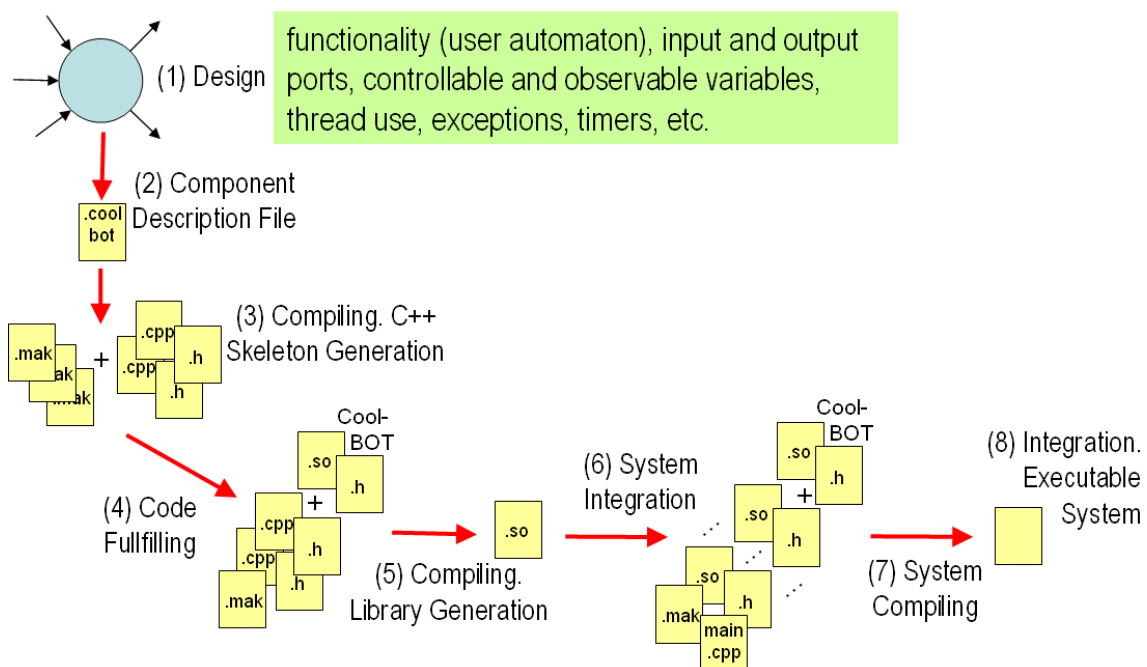 functionality (user automaton), input and output
ports, controllable and observable variables,
thread use, exceptions, timers, etc.
(1) Design
(2) Component
Description File
.cool
bot
(3) Compiling. C++
Skeleton Generation
.mak
.mak
+
.cpp
.cpp
.h
.h
(4) Code
Fullfilling
Cool-
BOT
.so
.h
+
.cpp
.cpp
.h
.h
.mak
(5) Compiling.
Library Generation
.so
(6) System
Integration
Cool-
BOT
.so
.h
+
.so
.h
...
...
...
.so
.h
.mak
main
.cpp
(7) System
Compiling
(8) Integration.
Executable
System